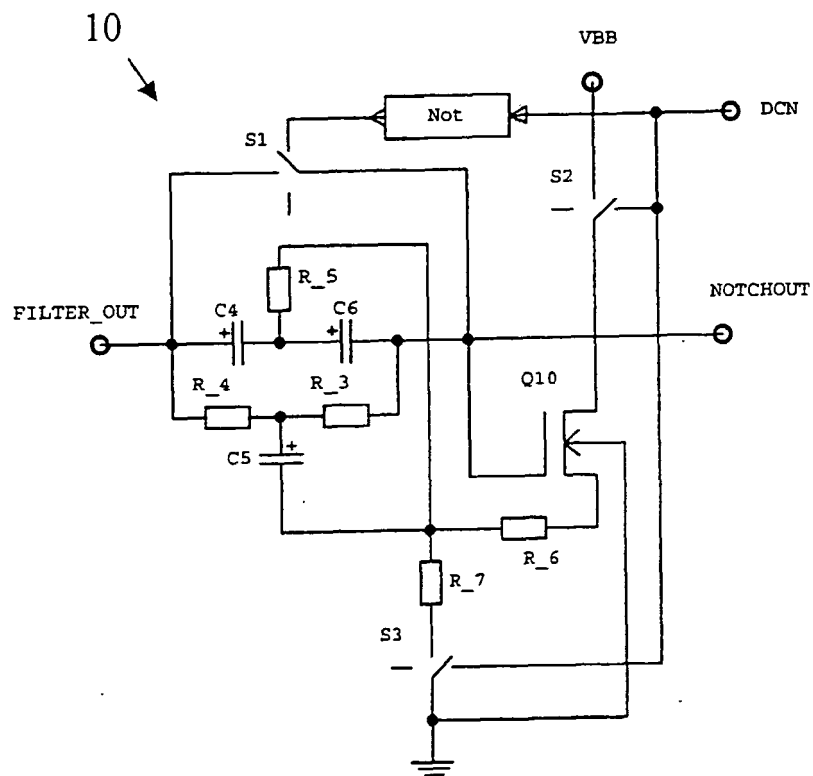 10
VBB
Not
DCN
S1
S2
R_5
FILTER_OUT
C4
C6
NOTCHOUT
R_4
R_3
Q10
C5
R_6
R_7
S3